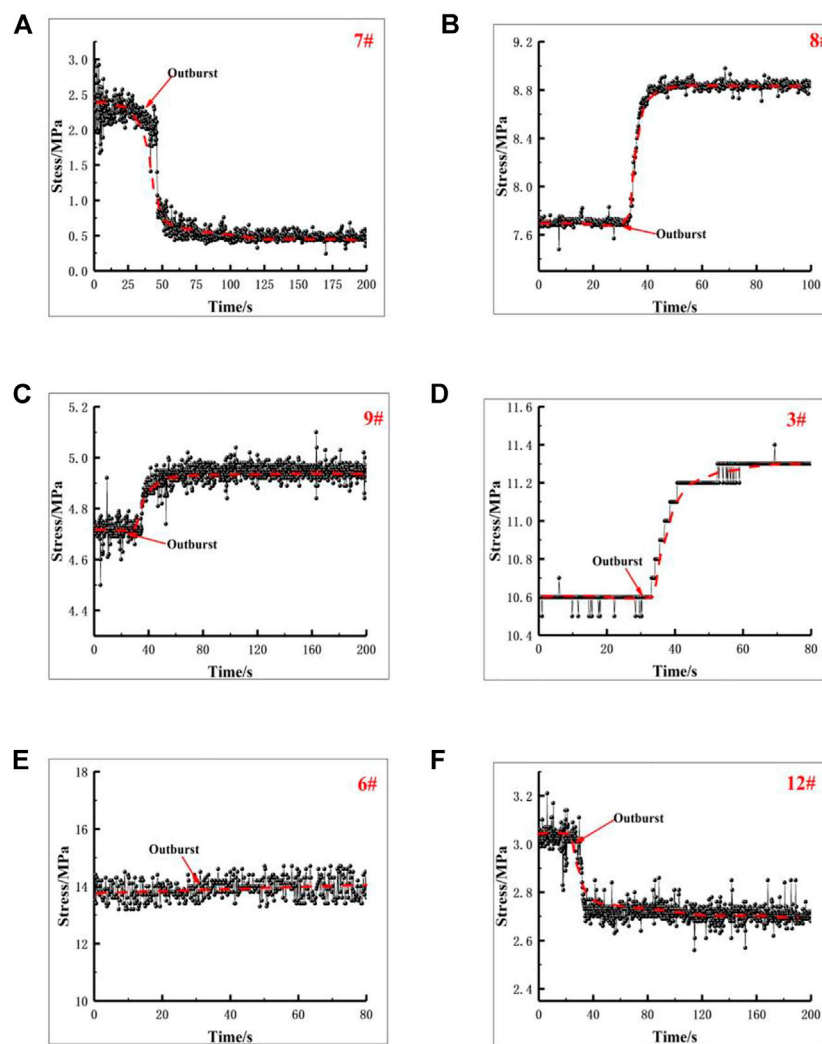 A
7#
Outburst
Stess/MPa
3.0
2.5
2.0
1.5
1.0
0.5
0.0
0 25 50 75 100 125 150 175 200
Time/s
B
8#
Outburst
Stress/MPa
9.2
8.8
8.4
8.0
7.6
0 20 40 60 80 100
Time/s
C
9#
Outburst
Stress/MPa
5.2
5.0
4.8
4.6
4.4
0 40 80 120 160 200
Time/s
D
3#
Outburst
Stress/MPa
11.6
11.4
11.2
11.0
10.8
10.6
10.4
0 20 40 60 80
Time/s
E
6#
Outburst
Stress/MPa
18
16
14
12
10
0 20 40 60 80
Time/s
F
12#
Outburst
Stress/MPa
3.2
3.0
2.8
2.6
2.4
0 40 80 120 160 200
Time/s